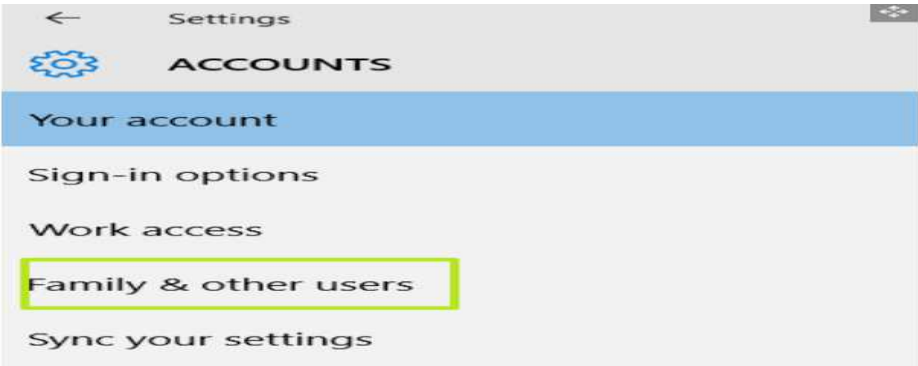 Settings
ACCOUNTS
Your account
Sign-in options
Work access
Family & other users
Sync your settings